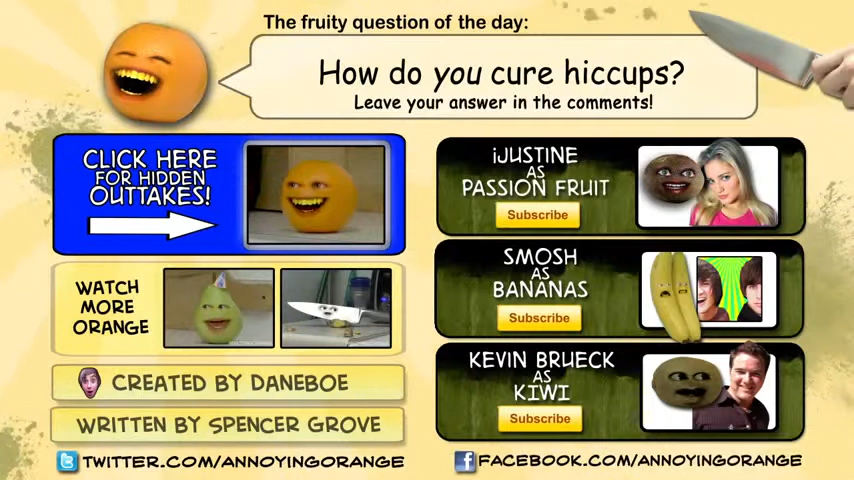 The fruity question of the day:
How do you cure hiccups?
Leave your answer in the comments!
CLICK HERE
FOR HIDDEN
OUTTAKES!
WATCH
MORE
ORANGE
CREATED BY DANEBOE
WRITTEN BY SPENCER GROVE
TWITTER.COM/ANNOYINGORANGE
iJUSTINE
AS
PASSION FRUIT
Subscribe
SMOSH
AS
BANANAS
Subscribe
KEVIN BRUECK
AS
KIWI
Subscribe
FACEBOOK.COM/ANNOYINGORANGE